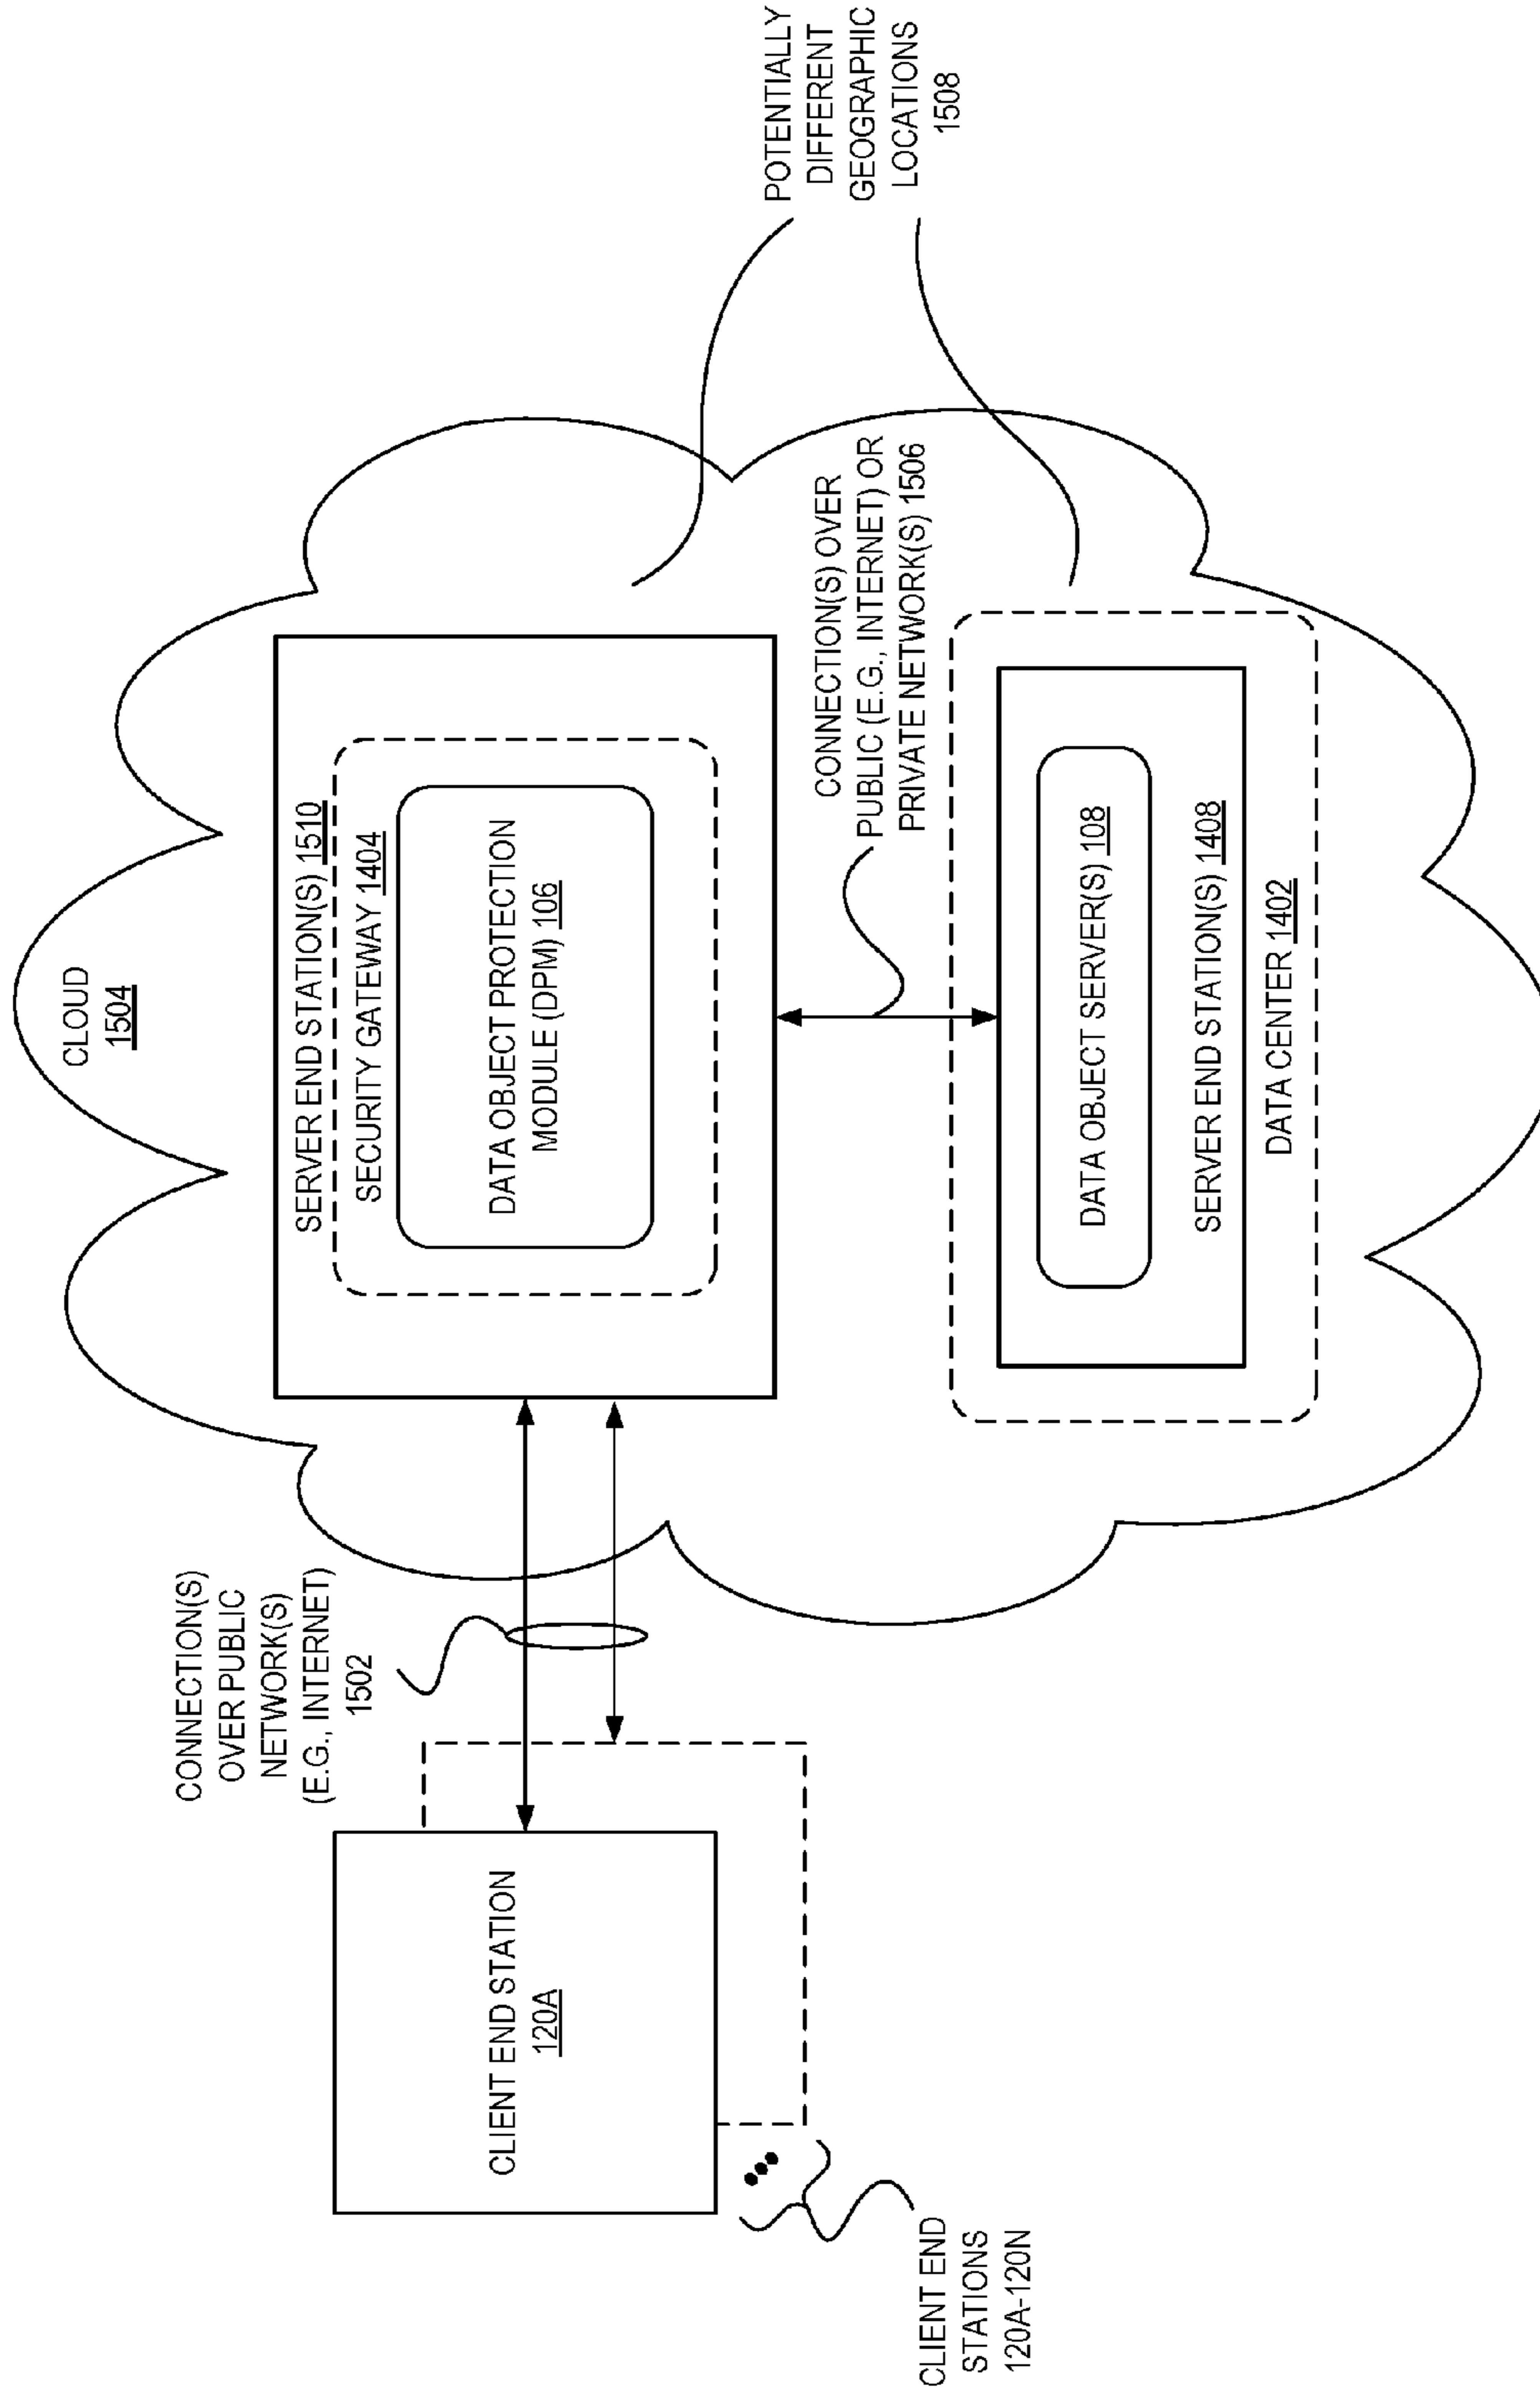 CLOUD
1504
CONNECTION(S)
OVER PUBLIC
NETWORK(S)
(E.G., INTERNET)
1502
CLIENT END STATION
120A
CLIENT END
STATIONS
120A-120N
SERVER END STATION(S) 1510
SECURITY GATEWAY 1404
DATA OBJECT PROTECTION
MODULE (DPM) 106
CONNECTION(S) OVER
PUBLIC (E.G., INTERNET) OR
PRIVATE NETWORK(S) 1506
DATA OBJECT SERVER(S) 108
SERVER END STATION(S) 1408
DATA CENTER 1402
POTENTIALLY
DIFFERENT
GEOGRAPHIC
LOCATIONS
1508